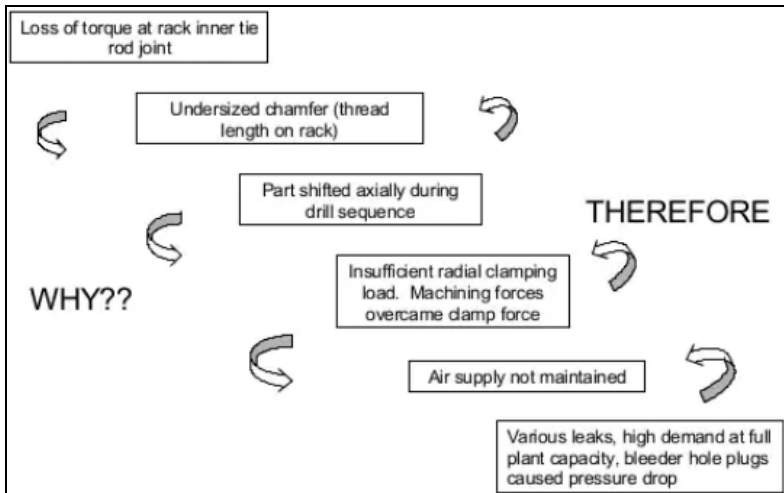 Loss of torque at rack inner tie
rod joint
Undersized chamfer (thread
length on rack)
Part shifted axially during
drill sequence
THEREFORE
Insufficient radial clamping
load. Machining forces
overcame clamp force
WHY??
Air supply not maintained
Various leaks, high demand at full
plant capacity, bleeder hole plugs
caused pressure drop